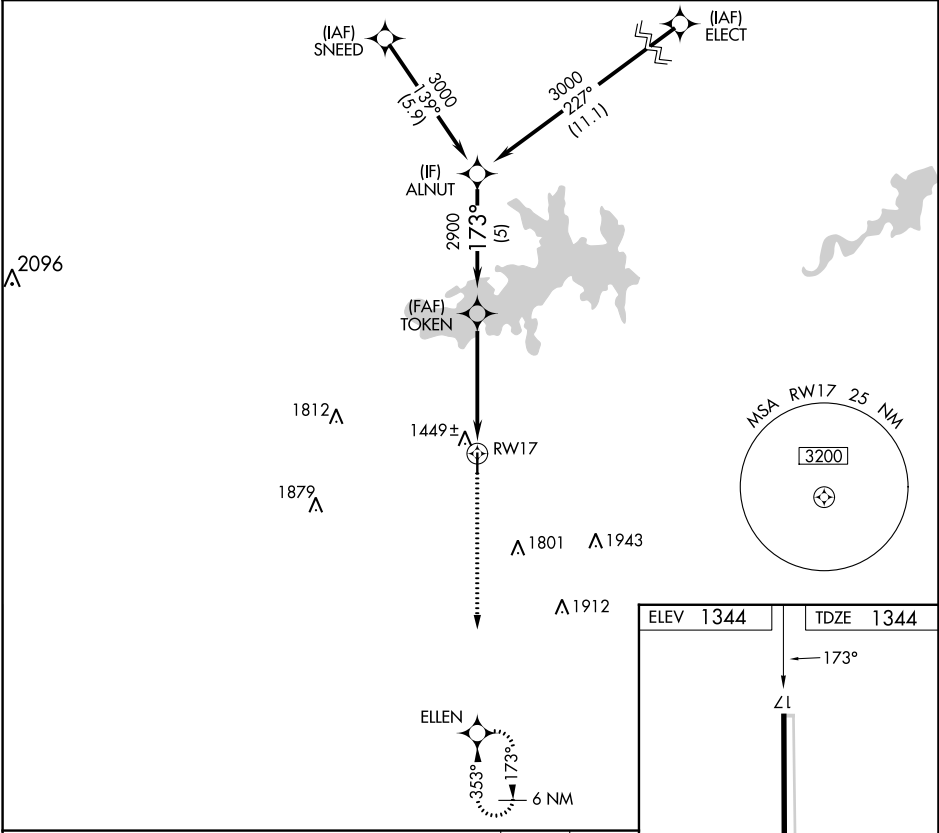 (IAF)
SNEED
(IAF)
ELECT
3000
139°
(5.9)
3000
227°
(11.1)
(IF)
ALNUT
2900
173°
(5)
2096
(FAF)
TOKEN
1812
1449±
RW17
1879
MSA RW17 25 NM
3200
1801
1943
1912
ELEV 1344
TDZE 1344
173°
17
ELLEN
353°
173°
6 NM